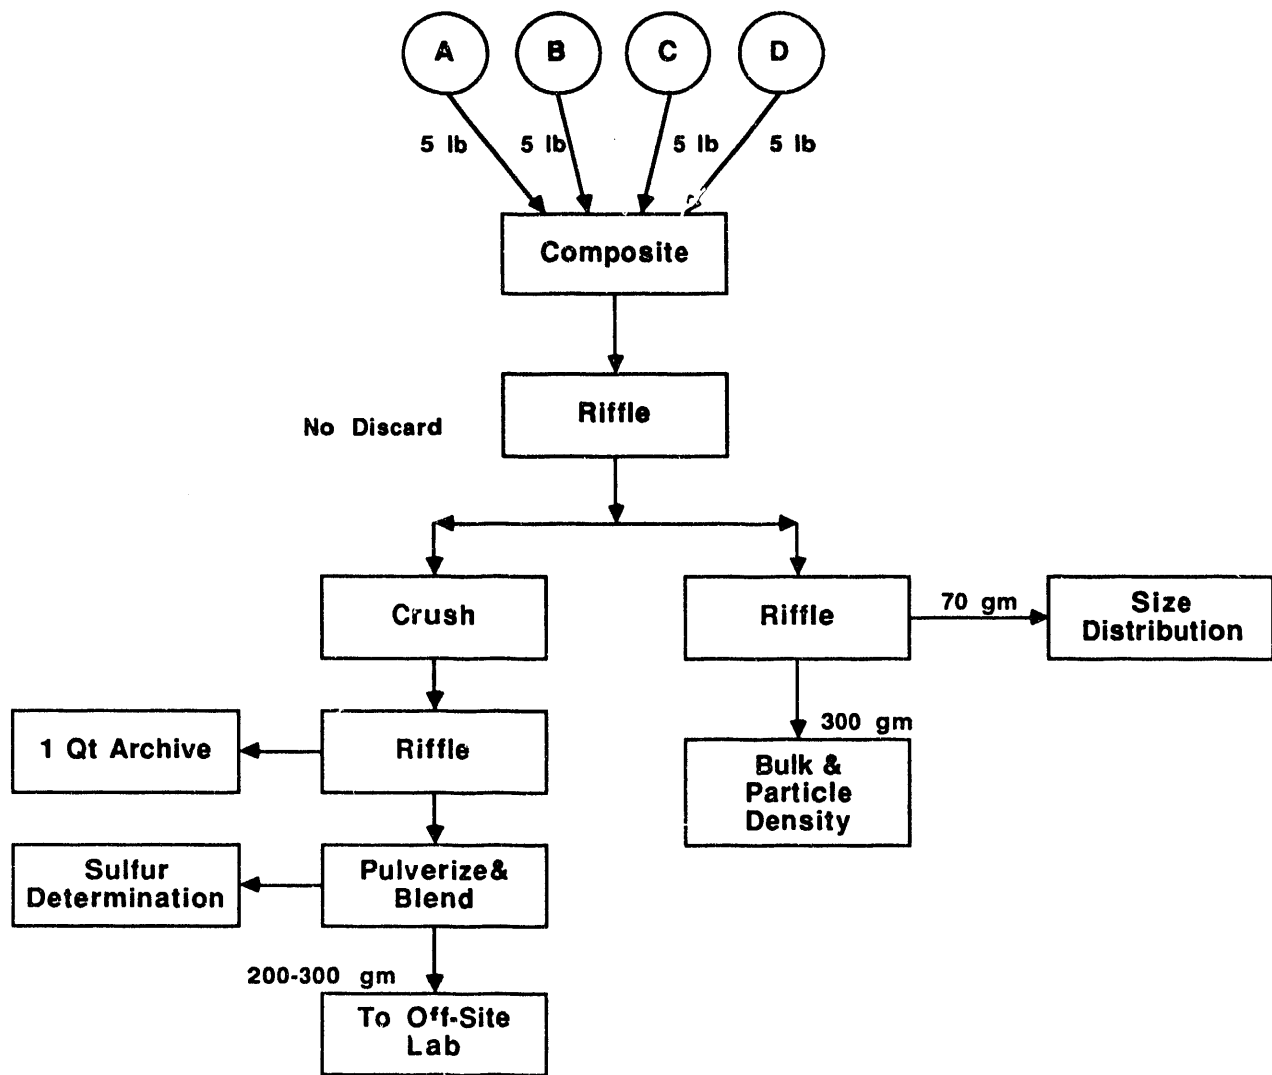 A B C D
5 lb 5 lb 5 lb 5 lb
Composite
Riffle
No Discard
Crush
Riffle
70 gm
Size
Distribution
1 Qt Archive
Riffle
300 gm
Bulk &
Particle
Density
Sulfur
Determination
Pulverize&
Blend
200-300 gm
To Off-Site
Lab